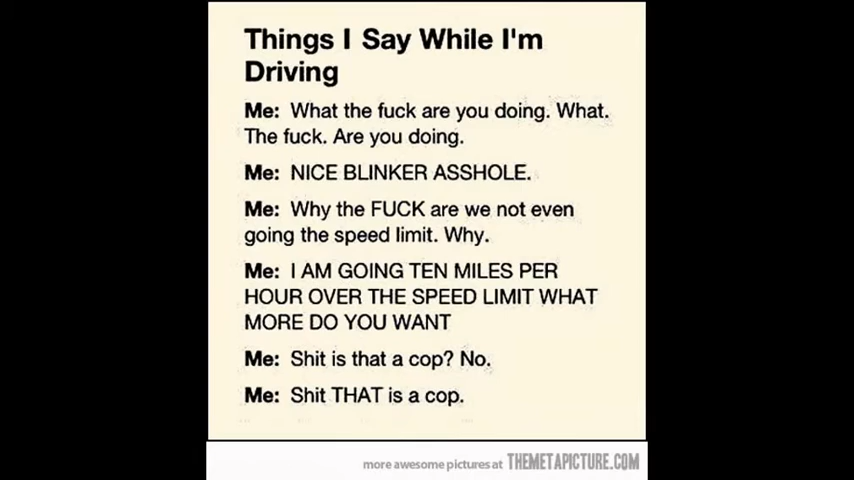 Things I Say While I'm
Driving
Me: What the fuck are you doing. What.
The fuck. Are you doing.
Me: NICE BLINKER ASSHOLE.
Me: Why the FUCK are we not even
going the speed limit. Why.
Me: I AM GOING TEN MILES PER
HOUR OVER THE SPEED LIMIT WHAT
MORE DO YOU WANT
Me: Shit is that a cop? No.
Me: Shit THAT is a cop.
more awesome pictures at THEMETAPICTURE.COM